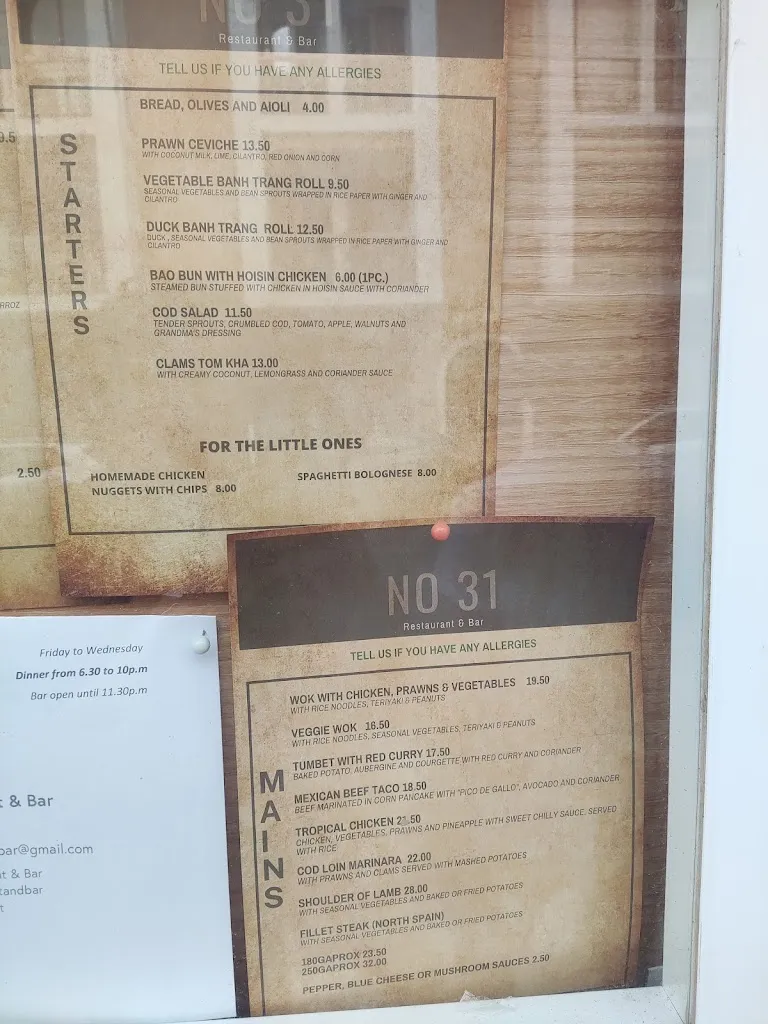 NO 31
Restaurant & Bar
TELL US IF YOU HAVE ANY ALLERGIES
STARTERS
BREAD, OLIVES AND AIOLI 4.00
PRAWN CEVICHE 13.50
WITH COCONUT MILK, LIME, CILANTRO, RED ONION AND CORN
VEGETABLE BANH TRANG ROLL 9.50
SEASONAL VEGETABLES AND BEAN SPROUTS WRAPPED IN RICE PAPER WITH GINGER AND
CILANTRO
DUCK BANH TRANG ROLL 12.50
DUCK , SEASONAL VEGETABLES AND BEAN SPROUTS WRAPPED IN RICE PAPER WITH GINGER AND
CILANTRO
BAO BUN WITH HOISIN CHICKEN 6.00 (1PC.)
STEAMED BUN STUFFED WITH CHICKEN IN HOISIN SAUCE WITH CORIANDER
COD SALAD 11.50
TENDER SPROUTS, CRUMBLED COD, TOMATO, APPLE, WALNUTS AND
GRANDMA'S DRESSING
CLAMS TOM KHA 13.00
WITH CREAMY COCONUT, LEMONGRASS AND CORIANDER SAUCE
FOR THE LITTLE ONES
HOMEMADE CHICKEN
NUGGETS WITH CHIPS 8.00
SPAGHETTI BOLOGNESE 8.00
9.5
RROZ
2.50
Friday to Wednesday
Dinner from 6.30 to 10p.m
Bar open until 11.30p.m
t & Bar
bar@gmail.com
nt & Bar
tandbar
t
NO 31
Restaurant & Bar
TELL US IF YOU HAVE ANY ALLERGIES
MAINS
WOK WITH CHICKEN, PRAWNS & VEGETABLES 19.50
WITH RICE NOODLES, TERIYAKI & PEANUTS
VEGGIE WOK 16.50
WITH RICE NOODLES, SEASONAL VEGETABLES, TERIYAKI & PEANUTS
TUMBET WITH RED CURRY 17.50
BAKED POTATO, AUBERGINE AND COURGETTE WITH RED CURRY AND CORIANDER
MEXICAN BEEF TACO 18.50
BEEF MARINATED IN CORN PANCAKE WITH "PICO DE GALLO", AVOCADO AND CORIANDER
TROPICAL CHICKEN
CHICKEN, VEGETABLES, PRAWNS AND PINEAPPLE WITH SWEET CHILLY SAUCE, SERVED
WITH RICE
COD LOIN MARINARA 22.00
WITH PRAWNS AND CLAMS SERVED WITH MASHED POTATOES
SHOULDER OF LAMB 28.00
WITH SEASONAL VEGETABLES AND BAKED OR FRIED POTATOES
FILLET STEAK (NORTH SPAIN)
WITH SEASONAL VEGETABLES AND BAKED OR FRIED POTATOES
180GAPROX 23.50
250GAPROX 32.00
PEPPER, BLUE CHEESE OR MUSHROOM SAUCES 2.50